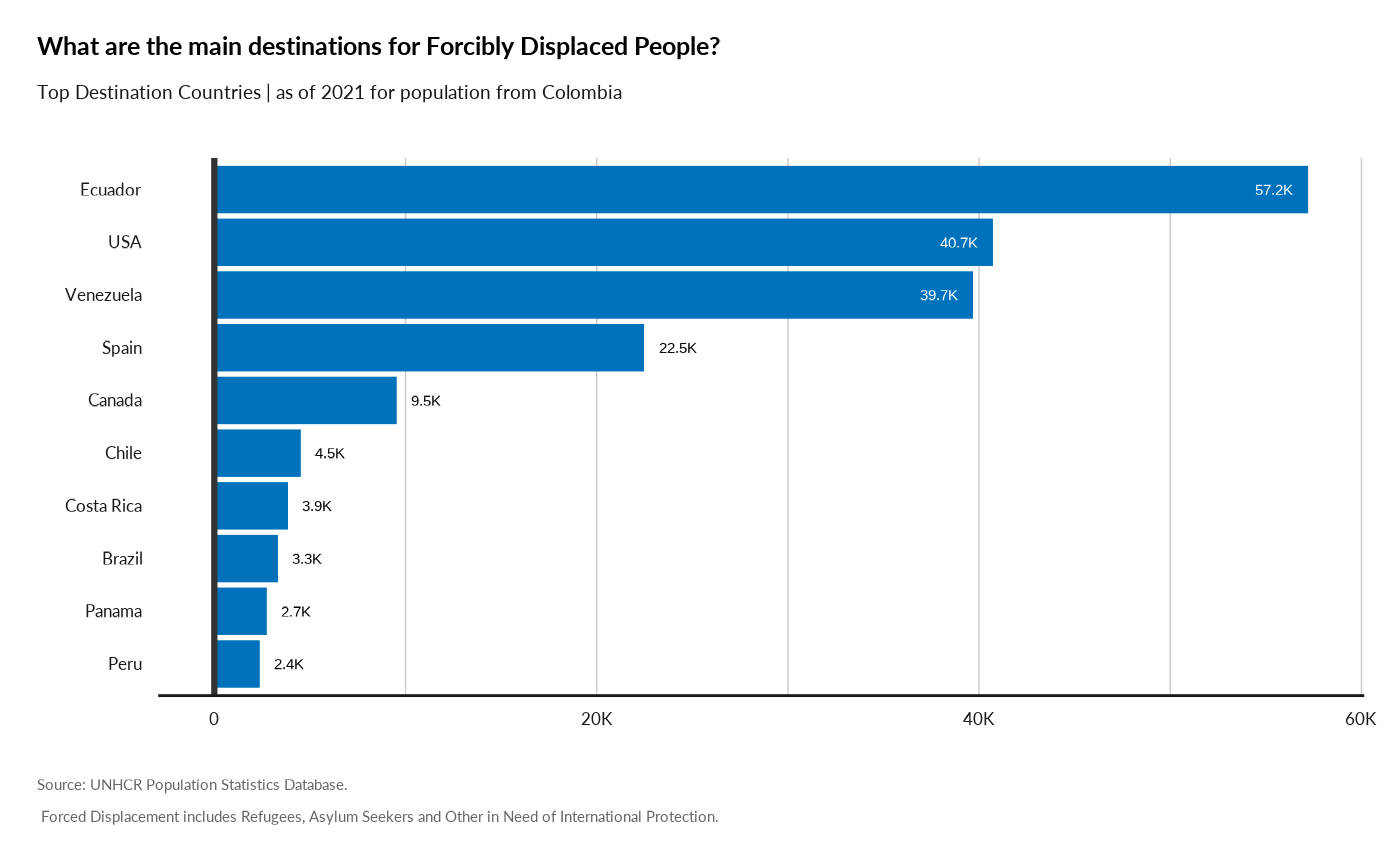 What are the main destinations for Forcibly Displaced People?
Top Destination Countries | as of 2021 for population from Colombia
Ecuador 57.2K
USA 40.7K
Venezuela 39.7K
Spain 22.5K
Canada 9.5K
Chile 4.5K
Costa Rica 3.9K
Brazil 3.3K
Panama 2.7K
Peru 2.4K
0 20K 40K 60K
Source: UNHCR Population Statistics Database.
Forced Displacement includes Refugees, Asylum Seekers and Other in Need of International Protection.